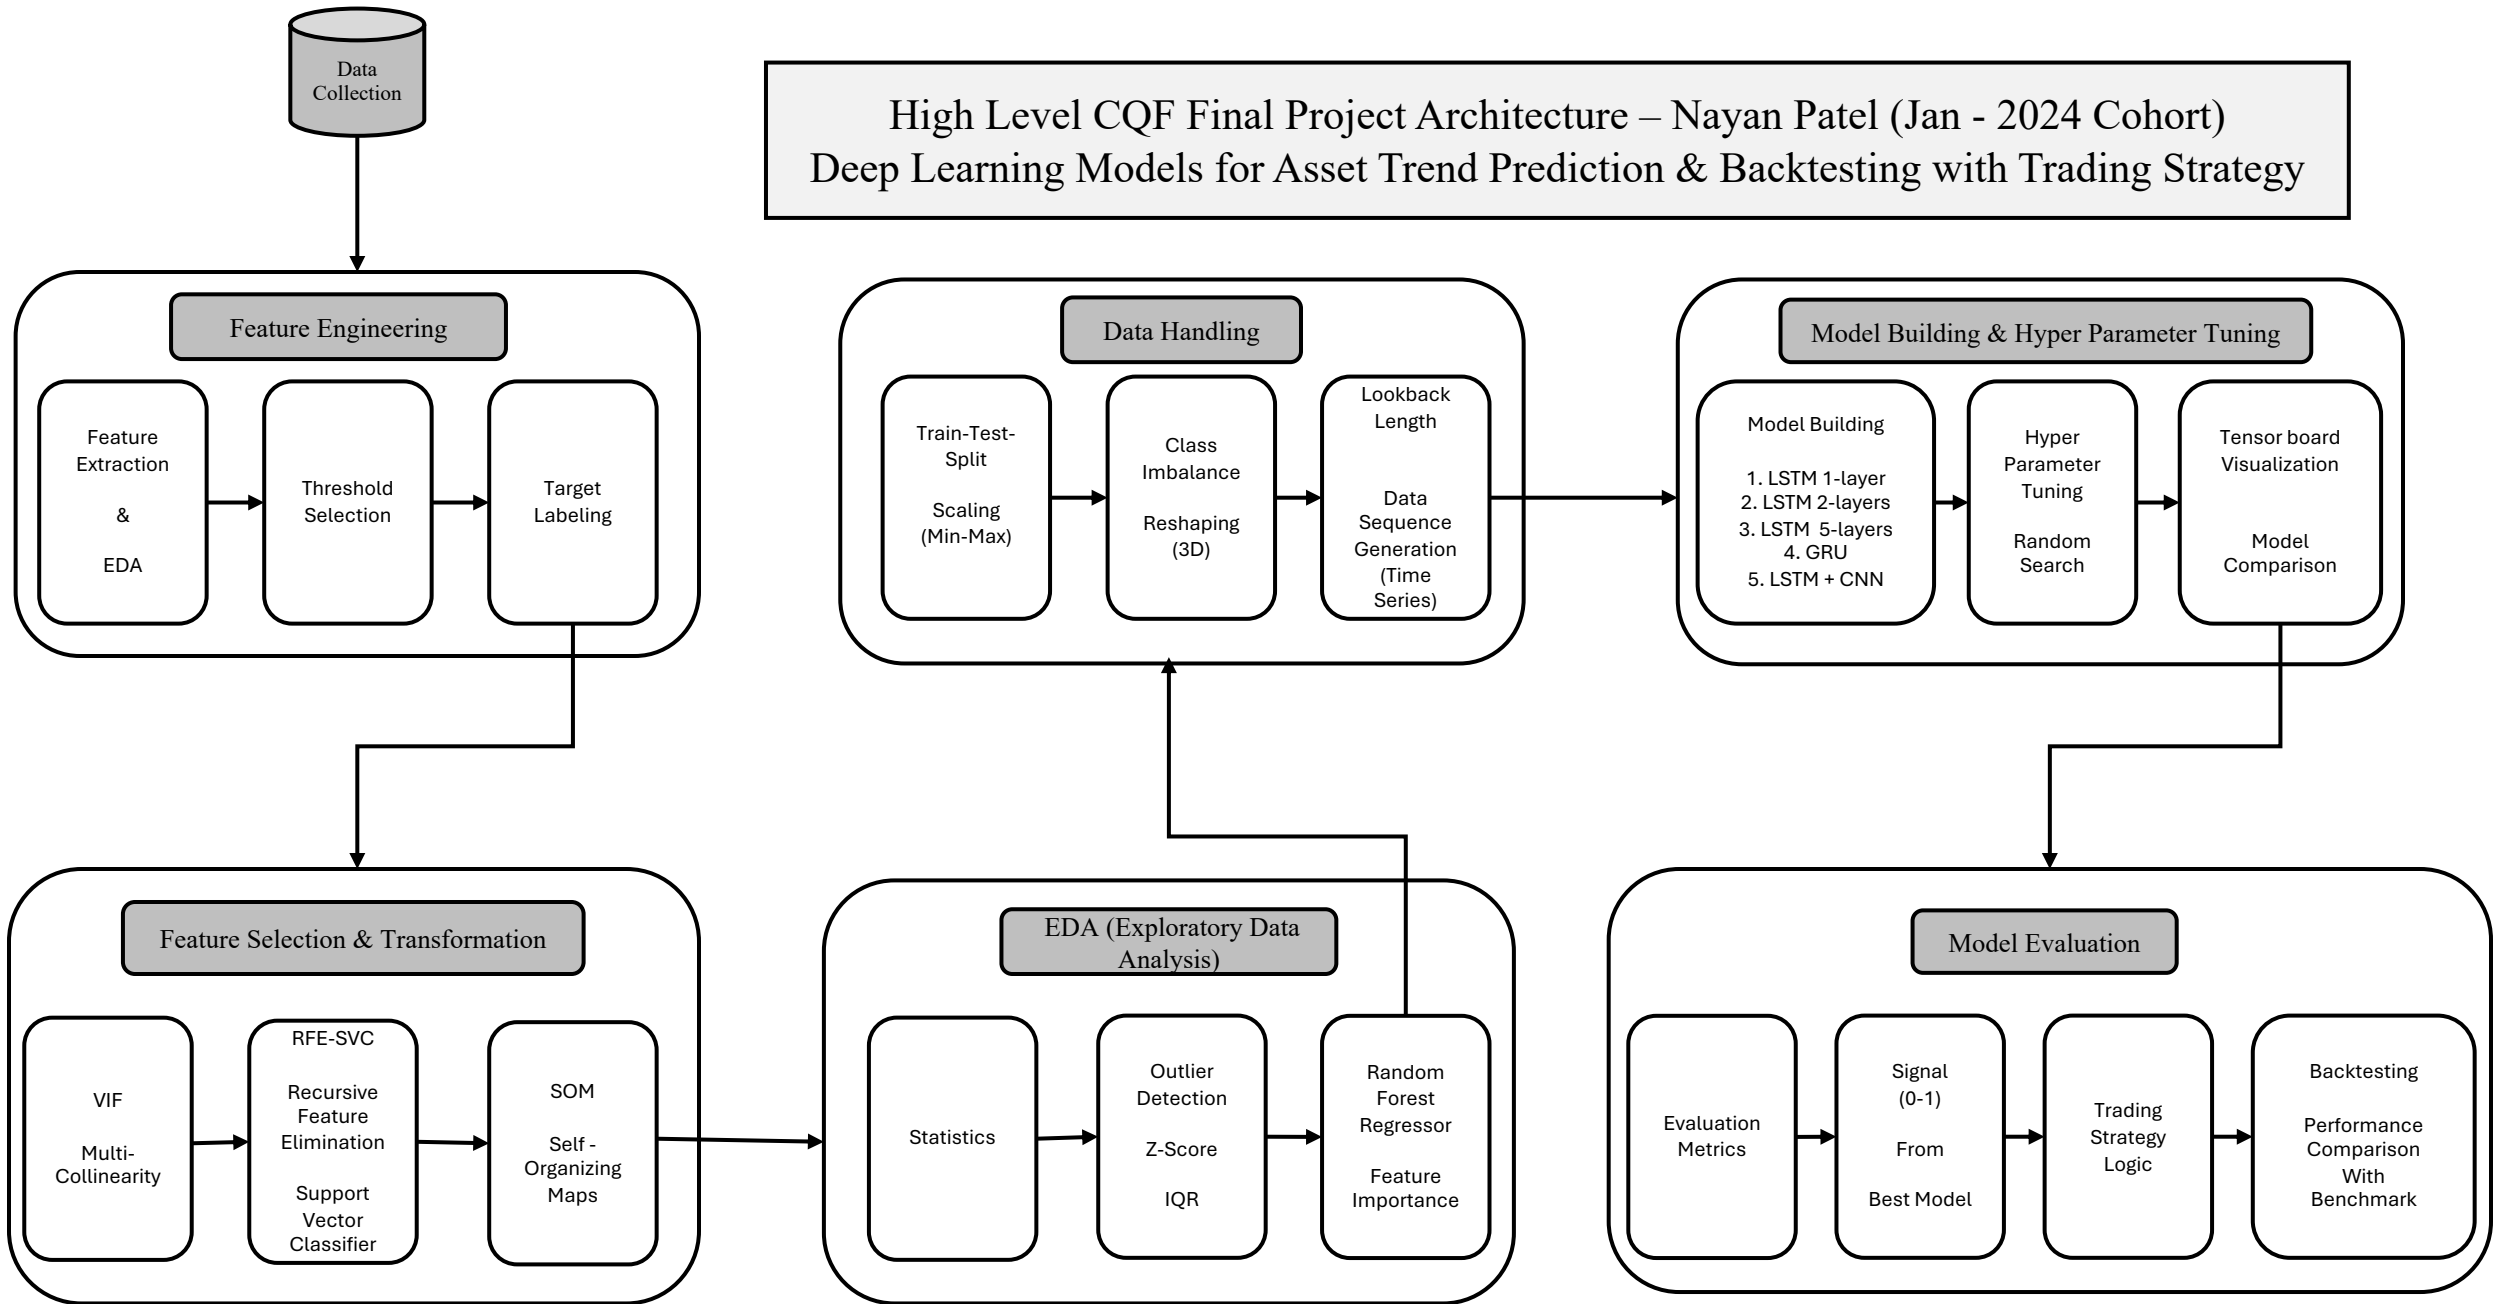 Data
Collection
High Level CQF Final Project Architecture – Nayan Patel (Jan - 2024 Cohort)
Deep Learning Models for Asset Trend Prediction & Backtesting with Trading Strategy
Feature Engineering
Feature
Extraction
&
EDA
Threshold
Selection
Target
Labeling
Feature Selection & Transformation
VIF
Multi-
Collinearity
RFE-SVC
Recursive
Feature
Elimination
Support
Vector
Classifier
SOM
Self -
Organizing
Maps
EDA (Exploratory Data
Analysis)
Statistics
Outlier
Detection
Z-Score
IQR
Random
Forest
Regressor
Feature
Importance
Data Handling
Train-Test-
Split
Scaling
(Min-Max)
Class
Imbalance
Reshaping
(3D)
Lookback
Length
Data
Sequence
Generation
(Time
Series)
Model Building & Hyper Parameter Tuning
Model Building
1. LSTM 1-layer
2. LSTM 2-layers
3. LSTM  5-layers
4. GRU
5. LSTM + CNN
Hyper
Parameter
Tuning
Random
Search
Tensor board
Visualization
Model
Comparison
Model Evaluation
Evaluation
Metrics
Signal
(0-1)
From
Best Model
Trading
Strategy
Logic
Backtesting
Performance
Comparison
With
Benchmark